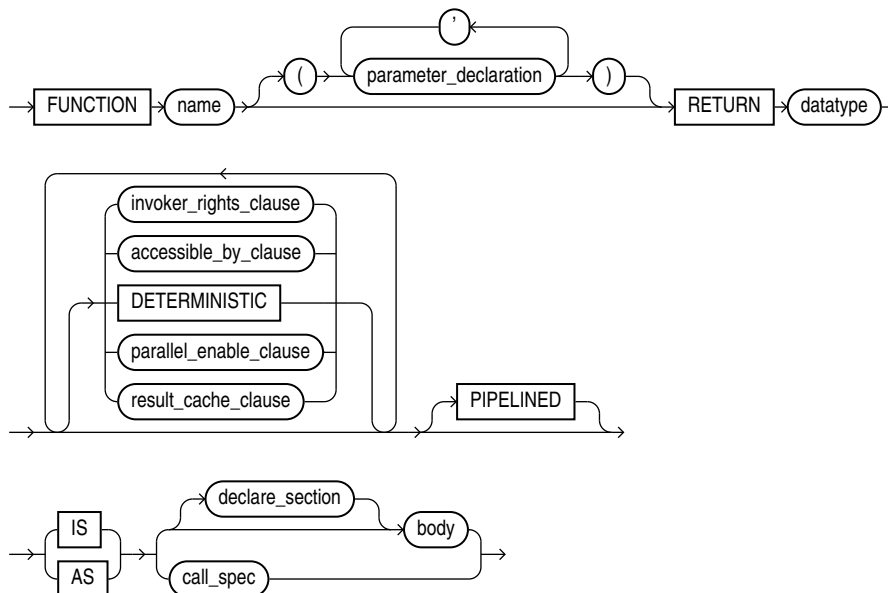 ,
( parameter_declaration )
FUNCTION name RETURN datatype
invoker_rights_clause
accessible_by_clause
DETERMINISTIC
parallel_enable_clause
result_cache_clause
PIPELINED
declare_section
IS body
AS call_spec